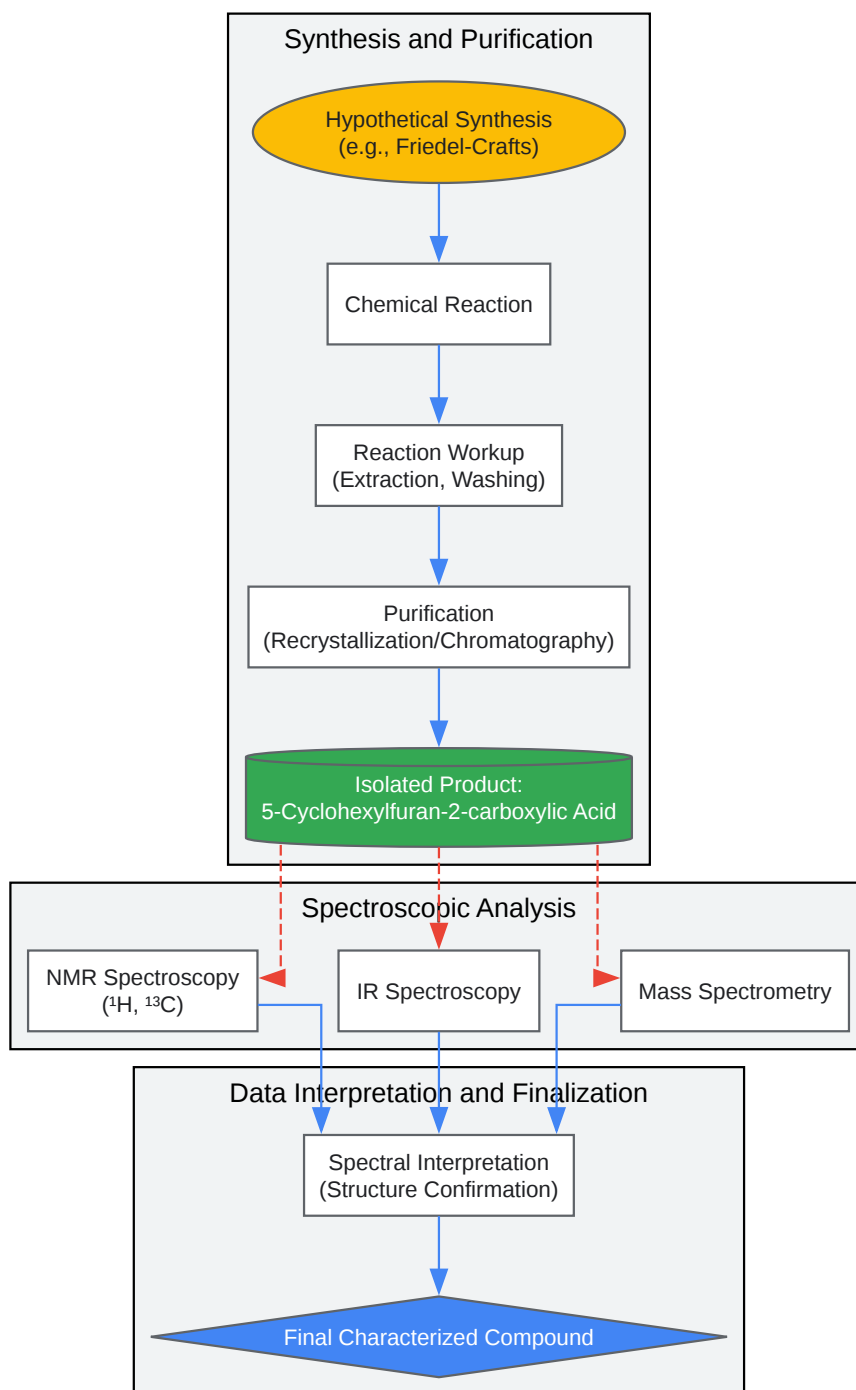 Synthesis and Purification
Hypothetical Synthesis
(e.g., Friedel-Crafts)
Chemical Reaction
Reaction Workup
(Extraction, Washing)
Purification
(Recrystallization/Chromatography)
Isolated Product:
5-Cyclohexylfuran-2-carboxylic Acid
Spectroscopic Analysis
NMR Spectroscopy
(¹H, ¹³C)
IR Spectroscopy
Mass Spectrometry
Data Interpretation and Finalization
Spectral Interpretation
(Structure Confirmation)
Final Characterized Compound